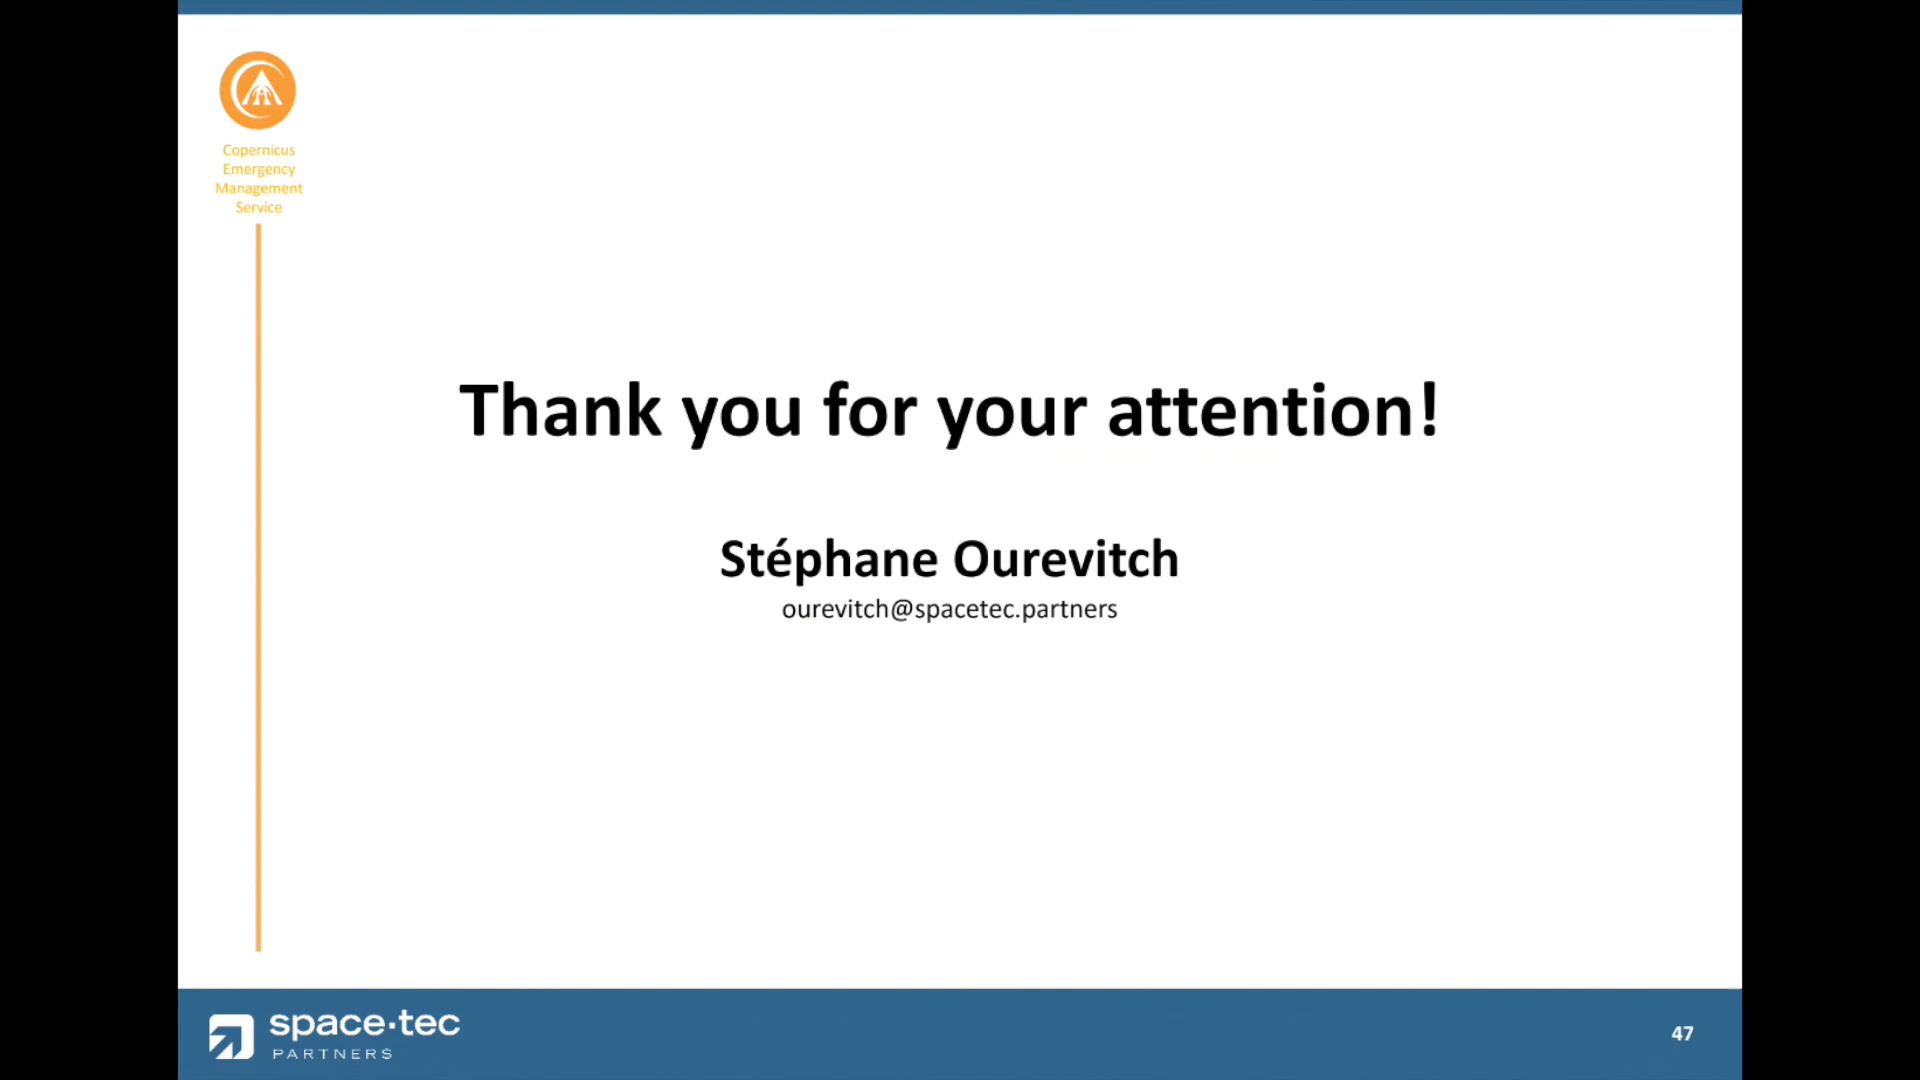 Copernicus
Emergency
Management
Service
Thank you for your attention!
Stéphane Ourevitch
ourevitch@spacetec.partners
space·tec
PARTNERS
47